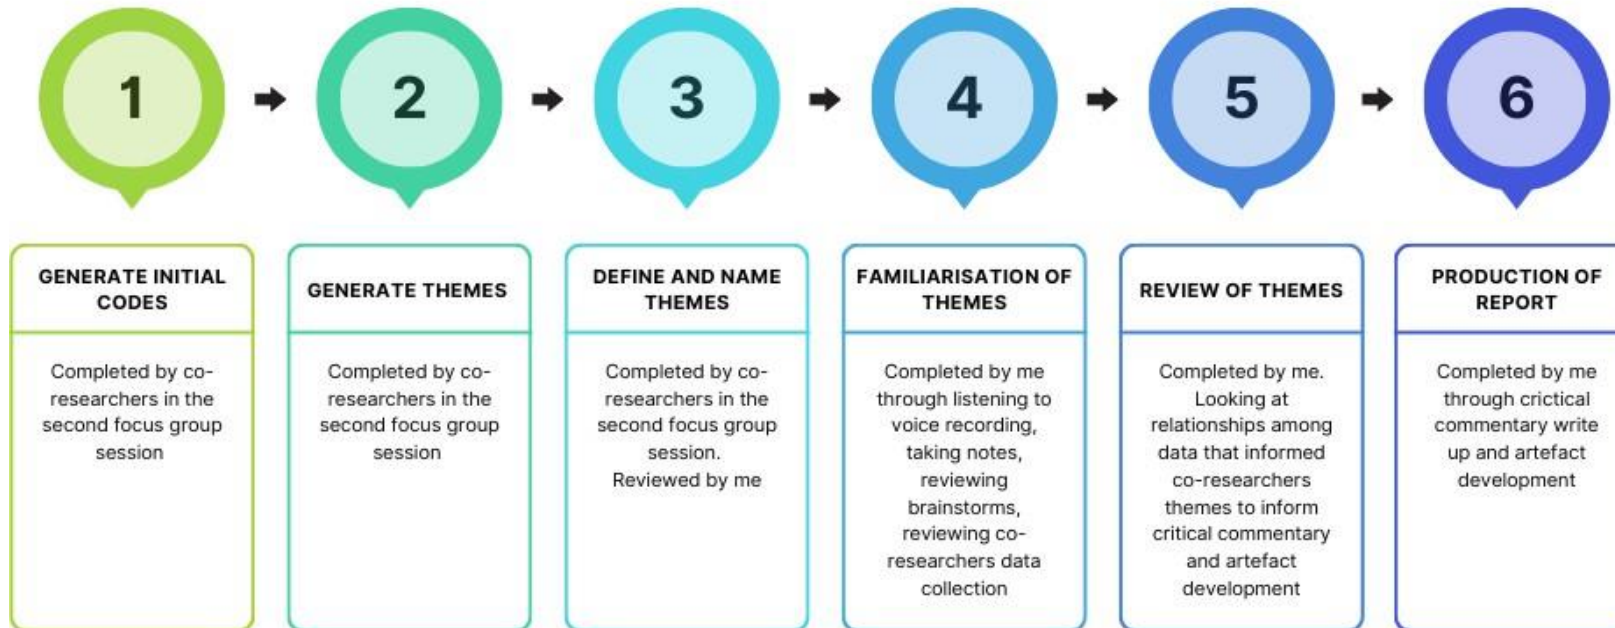 1
2
3
4
5
6
GENERATE INITIAL
CODES
Completed by co-
researchers in the
second focus group
session
GENERATE THEMES
Completed by co-
researchers in the
second focus group
session
DEFINE AND NAME
THEMES
Completed by co-
researchers in the
second focus group
session.
Reviewed by me
FAMILIARISATION OF
THEMES
Completed by me
through listening to
voice recording,
taking notes,
reviewing
brainstorms,
reviewing co-
researchers data
collection
REVIEW OF THEMES
Completed by me.
Looking at
relationships among
data that informed
co-researchers
themes to inform
critical commentary
and artefact
development
PRODUCTION OF
REPORT
Completed by me
through crictical
commentary write
up and artefact
development